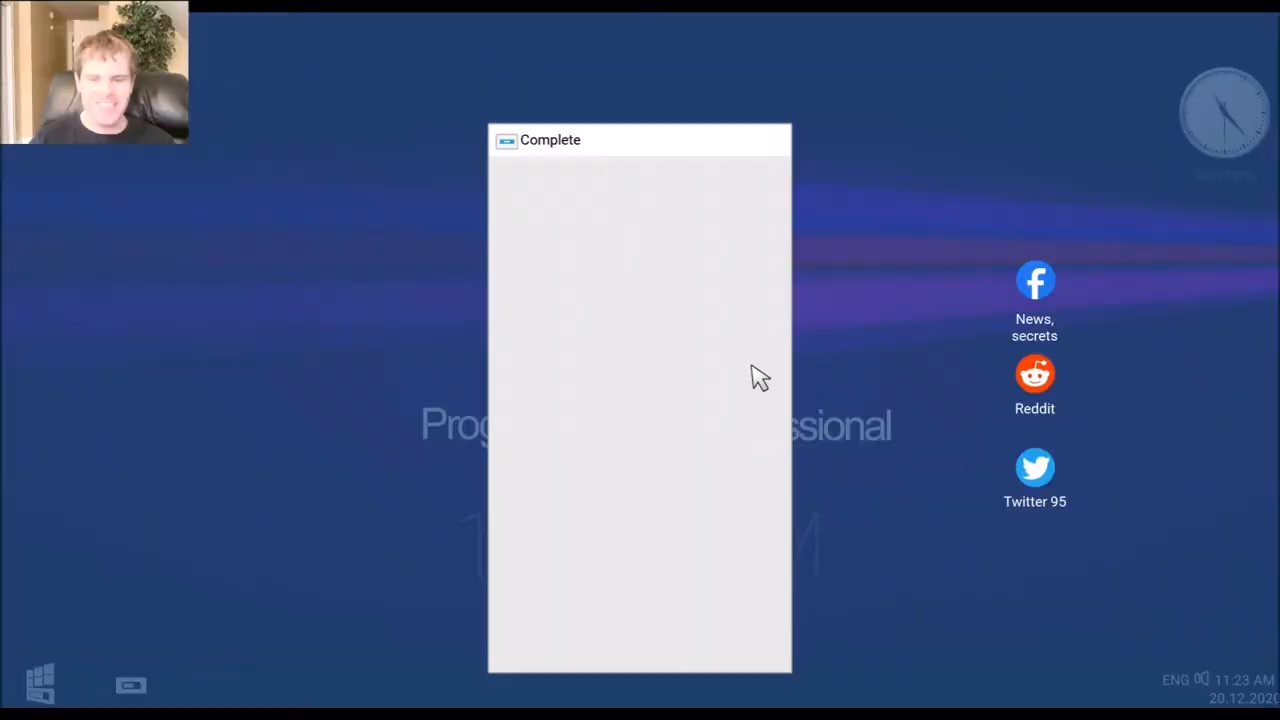 Complete
News,
secrets
Reddit
Prog
ssional
Twitter 95
ENG 11:23 AM
20.12.2020